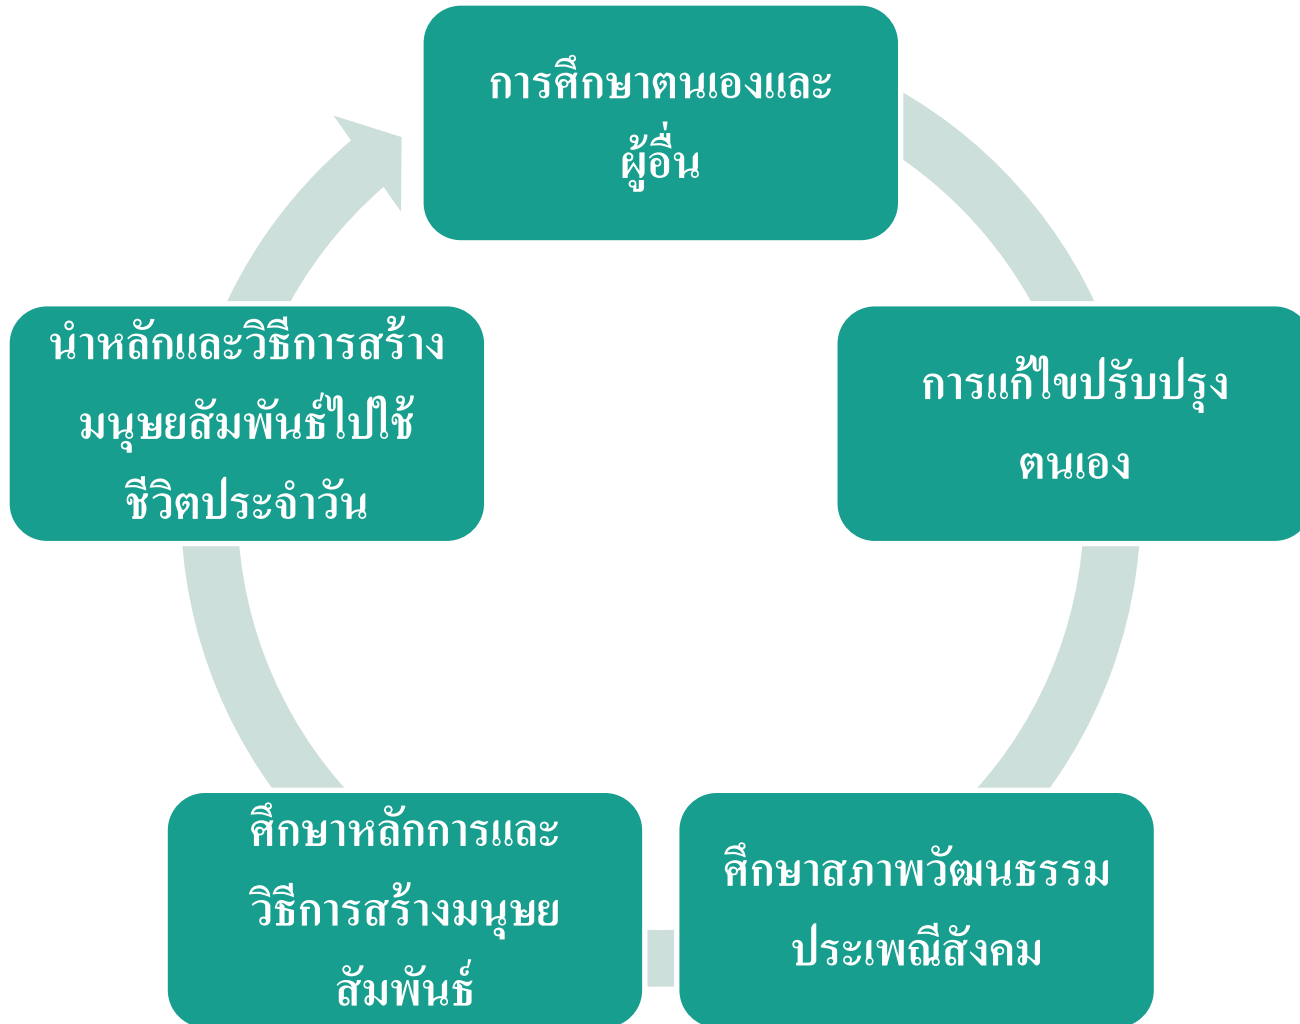 การศึกษาตนเองและ
ผู้อื่น
การแก้ไขปรับปรุง
ตนเอง
ศึกษาสภาพวัฒนธรรม
ประเพณีสังคม
ศึกษาหลักการและ
วิธีการสร้างมนุษย
สัมพันธ์
นำหลักและวิธีการสร้าง
มนุษยสัมพันธ์ไปใช้
ชีวิตประจำวัน